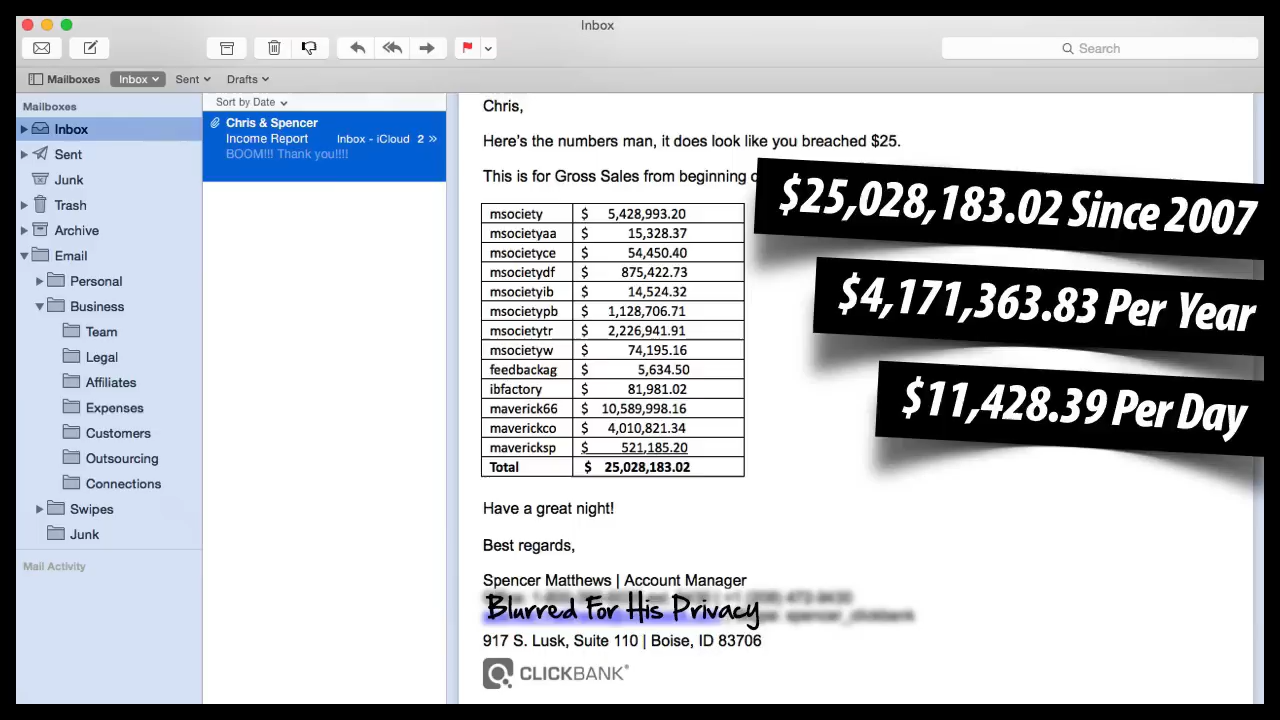 Inbox
Search
Mailboxes Inbox Sent Drafts
Mailboxes
Inbox
Sent
Junk
Trash
Archive
Email
Personal
Business
Team
Legal
Affiliates
Expenses
Customers
Outsourcing
Connections
Swipes
Junk
Mail Activity
Sort by Date
Chris & Spencer
Income Report Inbox - iCloud 2 »
BOOM!!! Thank you!!!!
Chris,
Here's the numbers man, it does look like you breached $25.
This is for Gross Sales from beginning
msociety $ 5,428,993.20
msocietyaa $ 15,328.37
msocietyce $ 54,450.40
msocietydf $ 875,422.73
msocietyib $ 14,524.32
msocietypb $ 1,128,706.71
msocietytr $ 2,226,941.91
msocietyw $ 74,195.16
feedbackag $ 5,634.50
ibfactory $ 81,981.02
maverick66 $ 10,589,998.16
maverickco $ 4,010,821.34
mavericksp $ 521,185.20
Total $ 25,028,183.02
$25,028,183.02 Since 2007
$4,171,363.83 Per Year
$11,428.39 Per Day
Have a great night!
Best regards,
Spencer Matthews | Account Manager
Blurred For His Privacy
917 S. Lusk, Suite 110 | Boise, ID 83706
CLICKBANK®